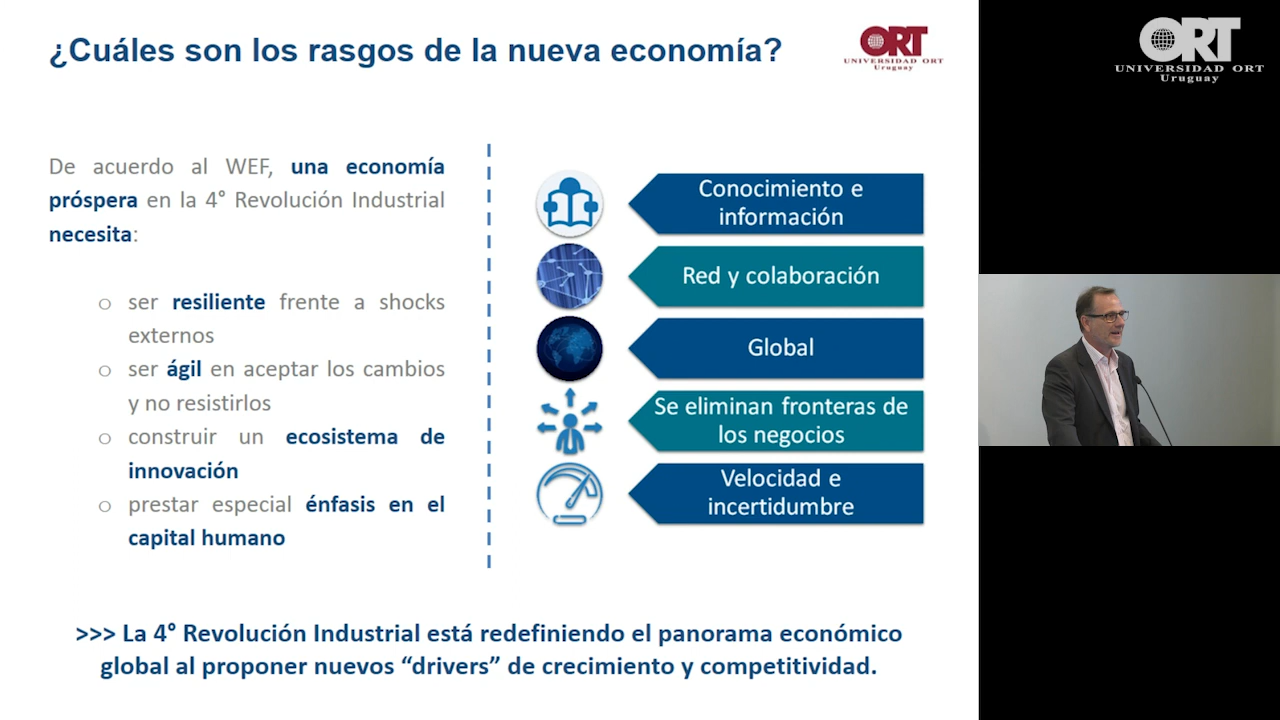 ¿Cuáles son los rasgos de la nueva economía?
ORT
UNIVERSIDAD ORT
Uruguay
ORT
UNIVERSIDAD ORT
Uruguay
De acuerdo al WEF, una economía
próspera en la 4° Revolución Industrial
necesita:
o ser resiliente frente a shocks
externos
o ser ágil en aceptar los cambios
y no resistirlos
o construir un ecosistema de
innovación
o prestar especial énfasis en el
capital humano
Conocimiento e
información
Red y colaboración
Global
Se eliminan fronteras de
los negocios
Velocidad e
incertidumbre
>>> La 4° Revolución Industrial está redefiniendo el panorama económico
global al proponer nuevos “drivers” de crecimiento y competitividad.